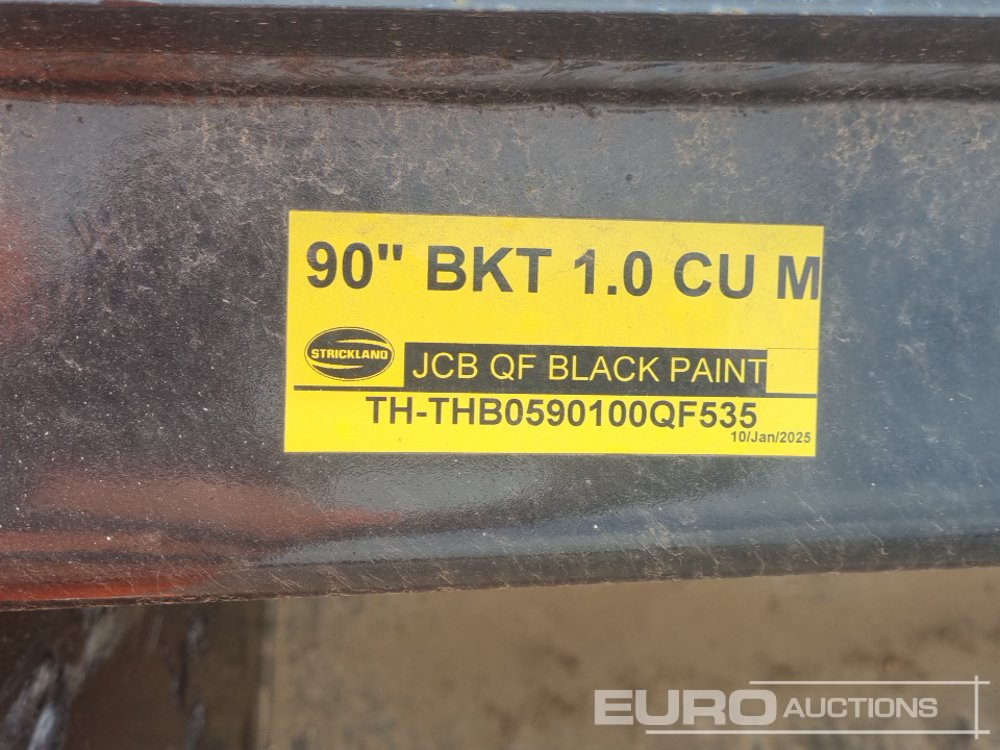 90" BKT 1.0 CU M
STRICKLAND
JCB QF BLACK PAINT
TH-THB0590100QF535
10/Jan/2025
EURO AUCTIONS